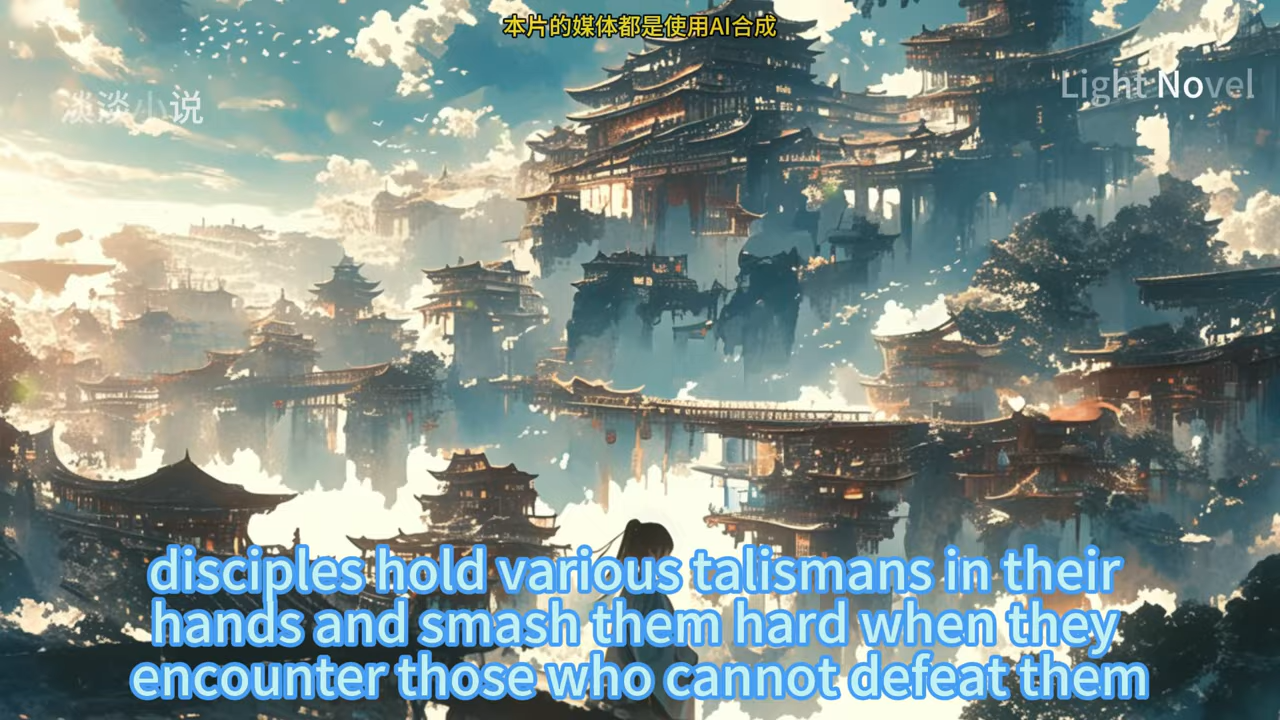 本片的媒体都是使用AI合成
淡淡小说
Light Novel
disciples hold various talismans in their
hands and smash them hard when they
encounter those who cannot defeat them